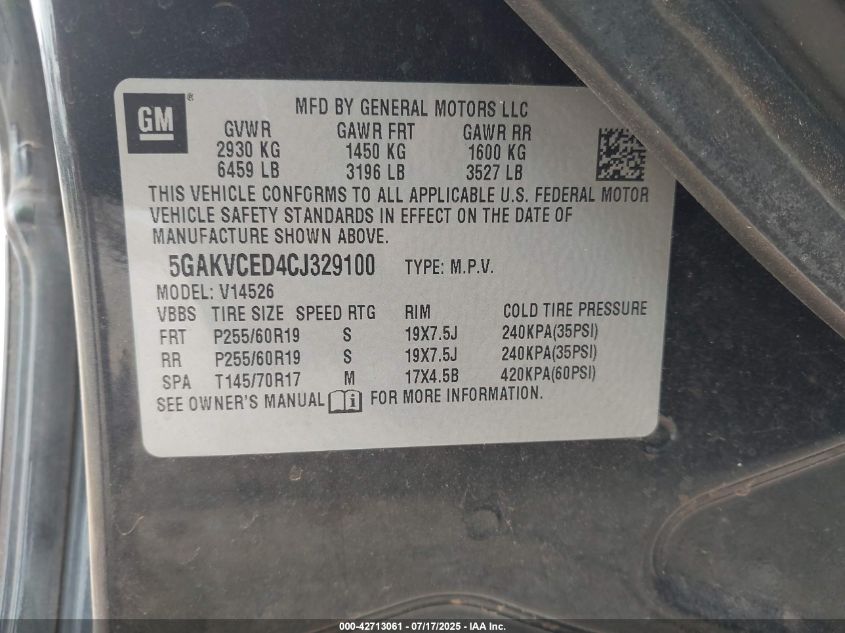 GM ®
MFD BY GENERAL MOTORS LLC
GVWR GAWR FRT GAWR RR
2930 KG 1450 KG 1600 KG
6459 LB 3196 LB 3527 LB
THIS VEHICLE CONFORMS TO ALL APPLICABLE U.S. FEDERAL MOTOR
VEHICLE SAFETY STANDARDS IN EFFECT ON THE DATE OF
MANUFACTURE SHOWN ABOVE.
5GAKVCED4CJ329100 TYPE: M.P.V.
MODEL: V14526
VBBS TIRE SIZE SPEED RTG RIM COLD TIRE PRESSURE
FRT P255/60R19 S 19X7.5J 240KPA(35PSI)
RR P255/60R19 S 19X7.5J 240KPA(35PSI)
SPA T145/70R17 M 17X4.5B 420KPA(60PSI)
SEE OWNER'S MANUAL i FOR MORE INFORMATION.
000-42713061 / 07/17/2025 - IAA Inc.